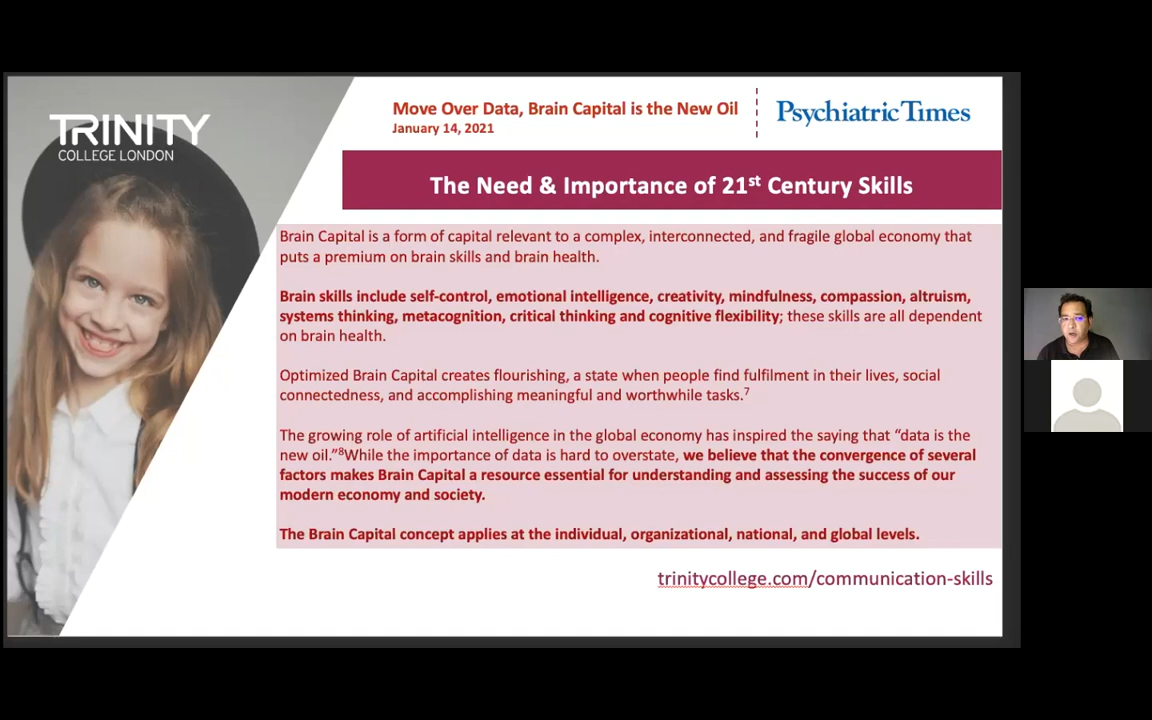 TRINITY
COLLEGE LONDON
Move Over Data, Brain Capital is the New Oil
January 14, 2021
Psychiatric Times
The Need & Importance of 21st Century Skills
Brain Capital is a form of capital relevant to a complex, interconnected, and fragile global economy that
puts a premium on brain skills and brain health.
Brain skills include self-control, emotional intelligence, creativity, mindfulness, compassion, altruism,
systems thinking, metacognition, critical thinking and cognitive flexibility; these skills are all dependent
on brain health.
Optimized Brain Capital creates flourishing, a state when people find fulfilment in their lives, social
connectedness, and accomplishing meaningful and worthwhile tasks.7
The growing role of artificial intelligence in the global economy has inspired the saying that “data is the
new oil.”8While the importance of data is hard to overstate, we believe that the convergence of several
factors makes Brain Capital a resource essential for understanding and assessing the success of our
modern economy and society.
The Brain Capital concept applies at the individual, organizational, national, and global levels.
trinitycollege.com/communication-skills